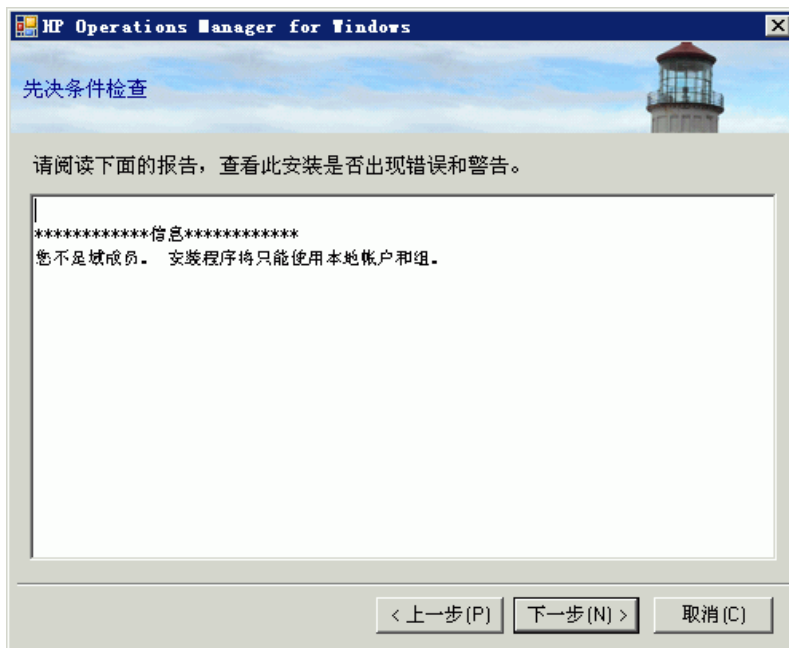 HP Operations Manager for Windows
先决条件检查
请阅读下面的报告，查看此安装是否出现错误和警告。
************信息************
您不是域成员。 安装程序将只能使用本地帐户和组。
< 上一步(P) 下一步(N) > 取消(C)